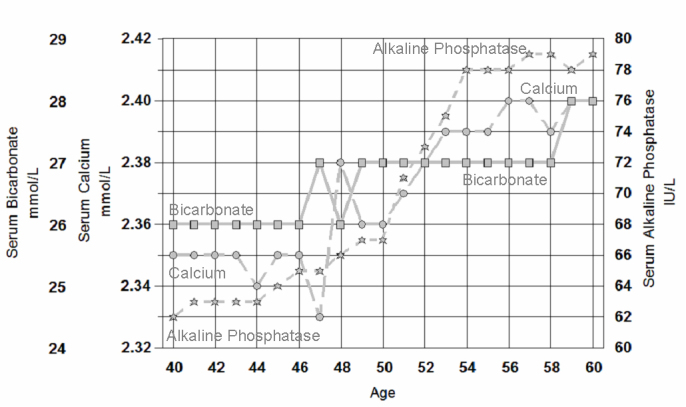 29
28
27
26
25
24
Serum Bicarbonate
mmol/L
2.42
2.40
2.38
2.36
2.34
2.32
Serum Calcium
mmol/L
Alkaline Phosphatase
Calcium
Bicarbonate
Bicarbonate
Calcium
Alkaline Phosphatase
80
78
76
74
72
70
68
66
64
62
60
Serum Alkaline Phosphatase
IU/L
40 42 44 46 48 50 52 54 56 58 60
Age